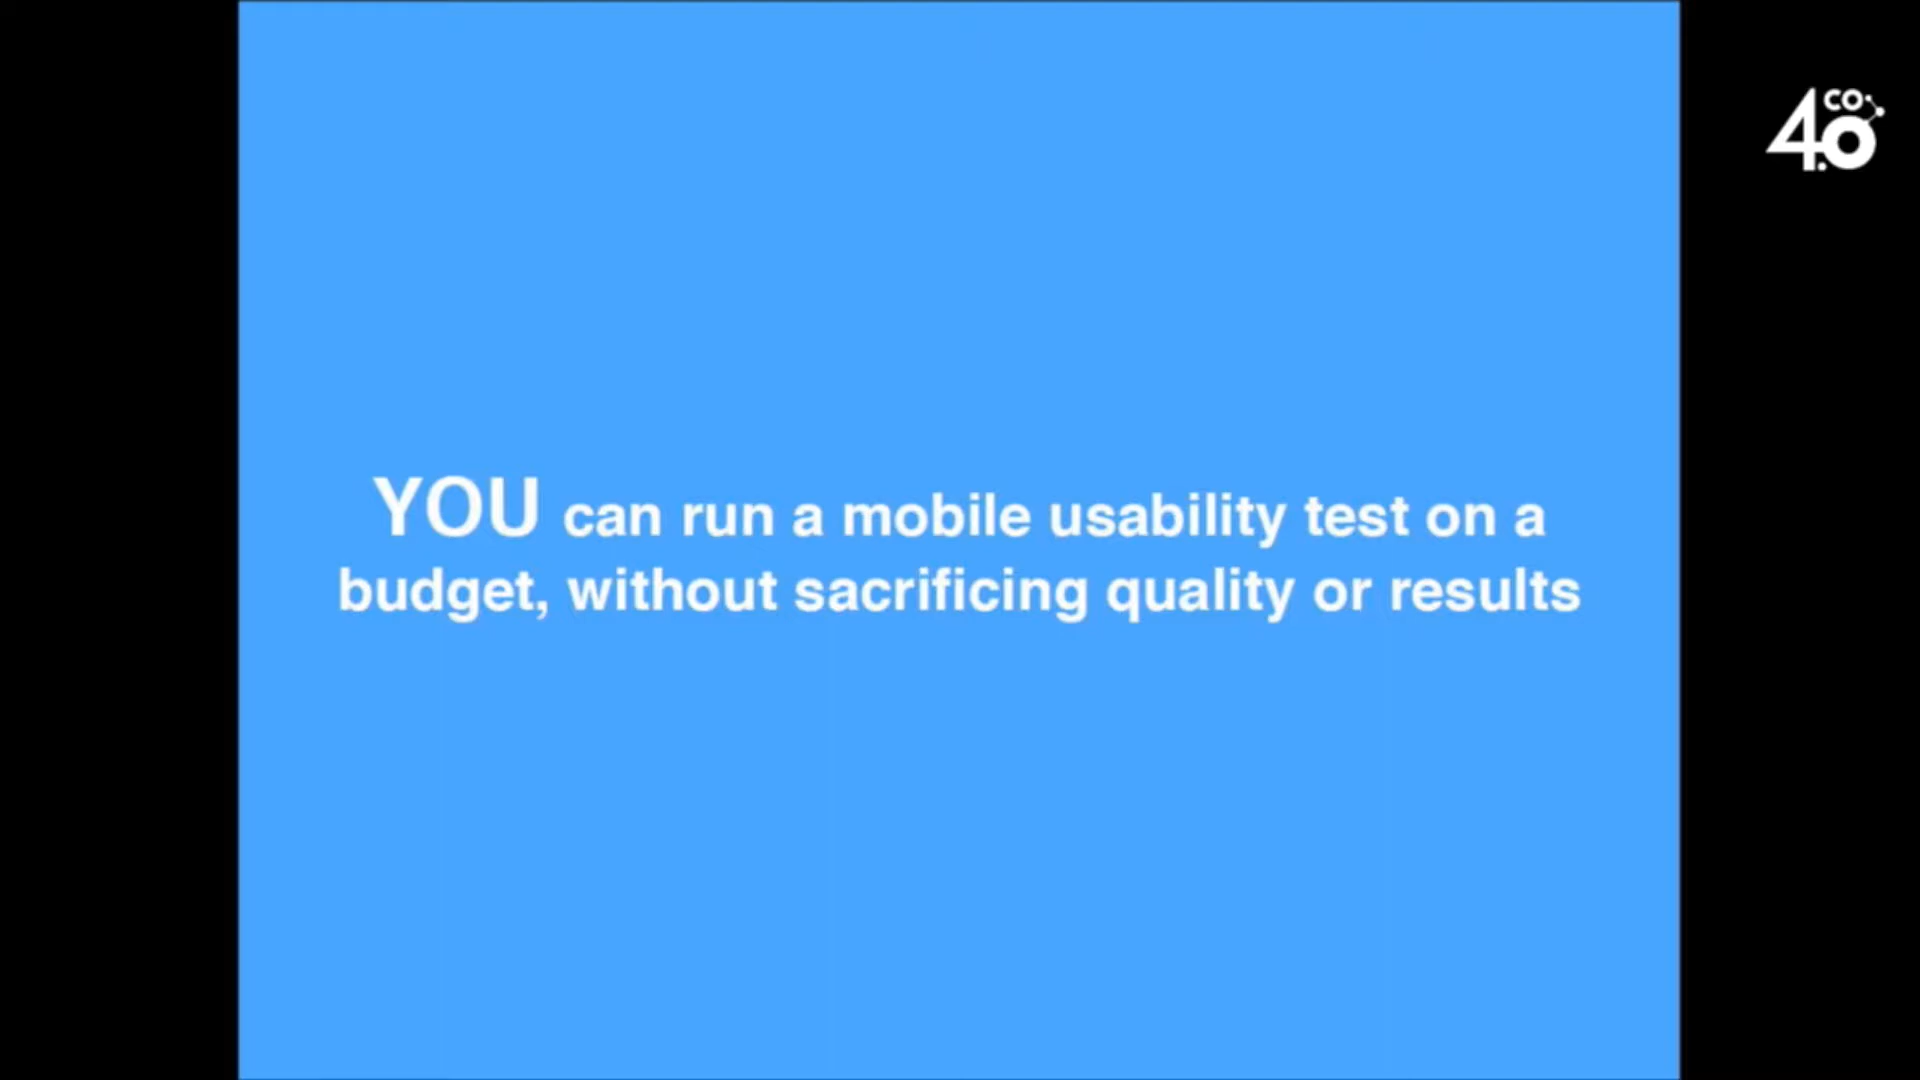 CO
4.0
YOU can run a mobile usability test on a
budget, without sacrificing quality or results